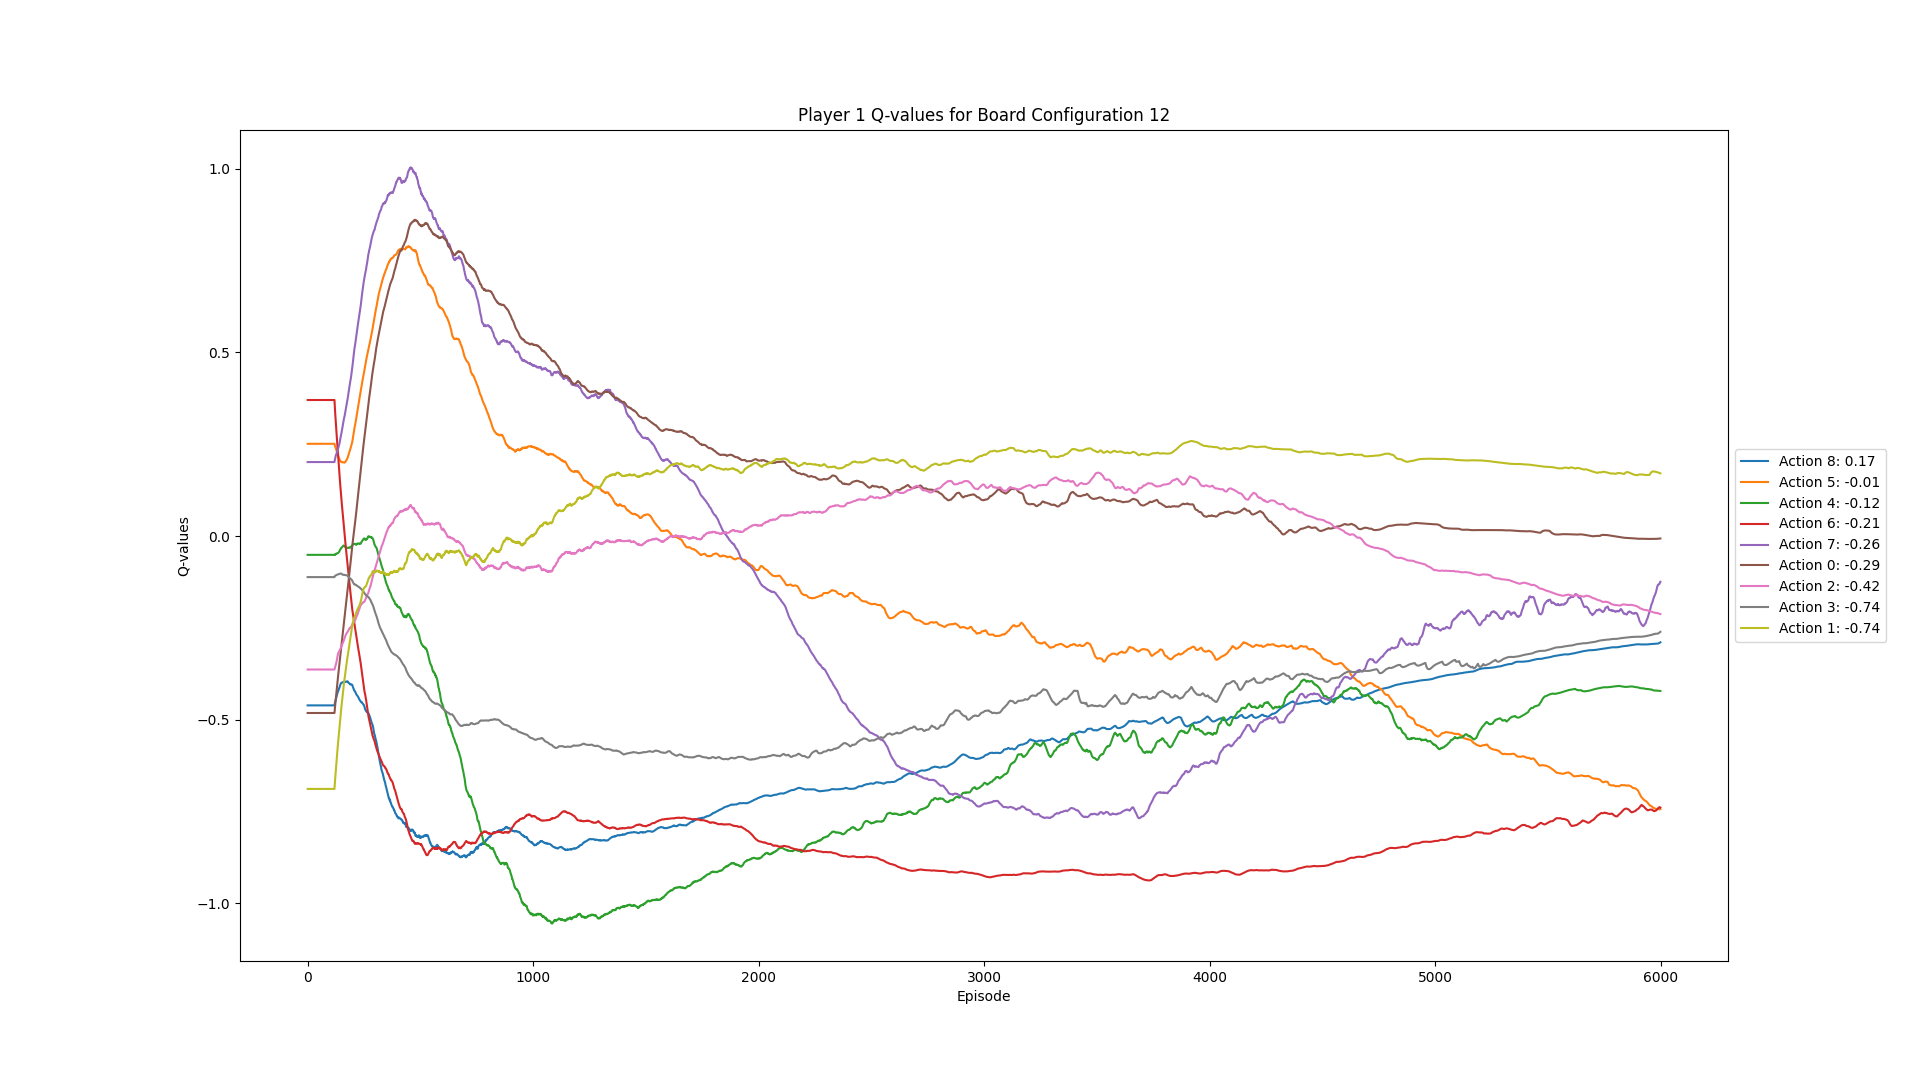 Player 1 Q-values for Board Configuration 12
1.0
0.5
0.0
−0.5
−1.0
Q-values
0
1000
2000
3000
4000
5000
6000
Episode
Action 8: 0.17
Action 5: -0.01
Action 4: -0.12
Action 6: -0.21
Action 7: -0.26
Action 0: -0.29
Action 2: -0.42
Action 3: -0.74
Action 1: -0.74